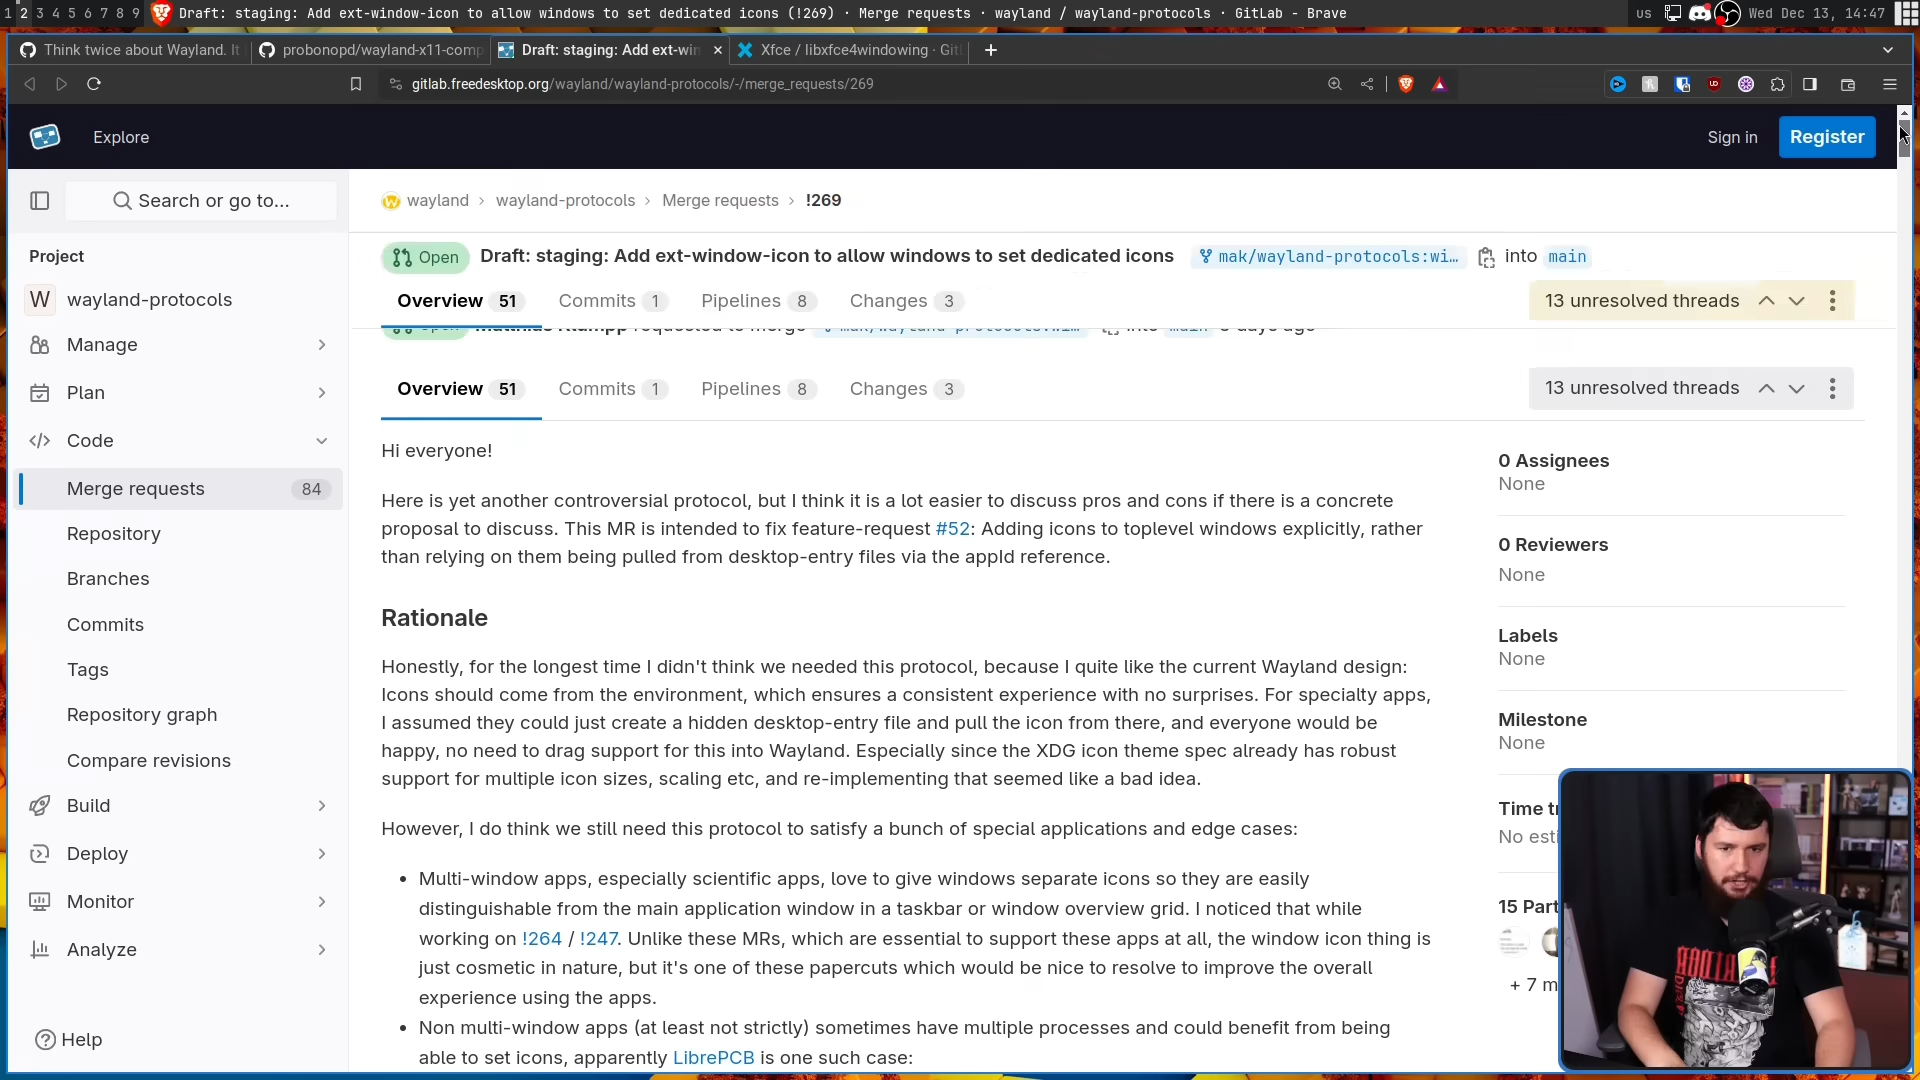 1 2 3 4 5 6 7 8 9 Draft: staging: Add ext-window-icon to allow windows to set dedicated icons (!269) · Merge requests · wayland / wayland-protocols · GitLab - Brave us Wed Dec 13, 14:47
Think twice about Wayland. It probonopd/wayland-x11-comp Draft: staging: Add ext-win × Xfce / libxfce4windowing · Gitl +
gitlab.freedesktop.org/wayland/wayland-protocols/-/merge_requests/269
Explore Sign in Register
Search or go to...
wayland › wayland-protocols › Merge requests › !269
Project
Open Draft: staging: Add ext-window-icon to allow windows to set dedicated icons mak/wayland-protocols:wi… into main
W wayland-protocols
Overview 51 Commits 1 Pipelines 8 Changes 3 13 unresolved threads
Manage
Plan
Code
Merge requests 84
Repository
Branches
Commits
Tags
Repository graph
Compare revisions
Build
Deploy
Monitor
Analyze
Help
Overview 51 Commits 1 Pipelines 8 Changes 3 13 unresolved threads
Hi everyone!
Here is yet another controversial protocol, but I think it is a lot easier to discuss pros and cons if there is a concrete
proposal to discuss. This MR is intended to fix feature-request #52: Adding icons to toplevel windows explicitly, rather
than relying on them being pulled from desktop-entry files via the appId reference.
Rationale
Honestly, for the longest time I didn't think we needed this protocol, because I quite like the current Wayland design:
Icons should come from the environment, which ensures a consistent experience with no surprises. For specialty apps,
I assumed they could just create a hidden desktop-entry file and pull the icon from there, and everyone would be
happy, no need to drag support for this into Wayland. Especially since the XDG icon theme spec already has robust
support for multiple icon sizes, scaling etc, and re-implementing that seemed like a bad idea.
However, I do think we still need this protocol to satisfy a bunch of special applications and edge cases:
• Multi-window apps, especially scientific apps, love to give windows separate icons so they are easily
distinguishable from the main application window in a taskbar or window overview grid. I noticed that while
working on !264 / !247. Unlike these MRs, which are essential to support these apps at all, the window icon thing is
just cosmetic in nature, but it's one of these papercuts which would be nice to resolve to improve the overall
experience using the apps.
• Non multi-window apps (at least not strictly) sometimes have multiple processes and could benefit from being
able to set icons, apparently LibrePCB is one such case:
0 Assignees
None
0 Reviewers
None
Labels
None
Milestone
None
Time t
No esti
15 Part
+ 7 m